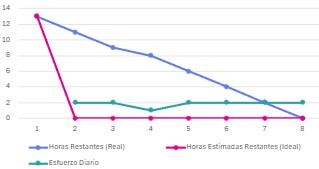 14
12
10
8
6
4
2
0
1 2 3 4 5 6 7 8
Horas Restantes (Real) Horas Estimadas Restantes (Ideal)
Esfuerzo Diario